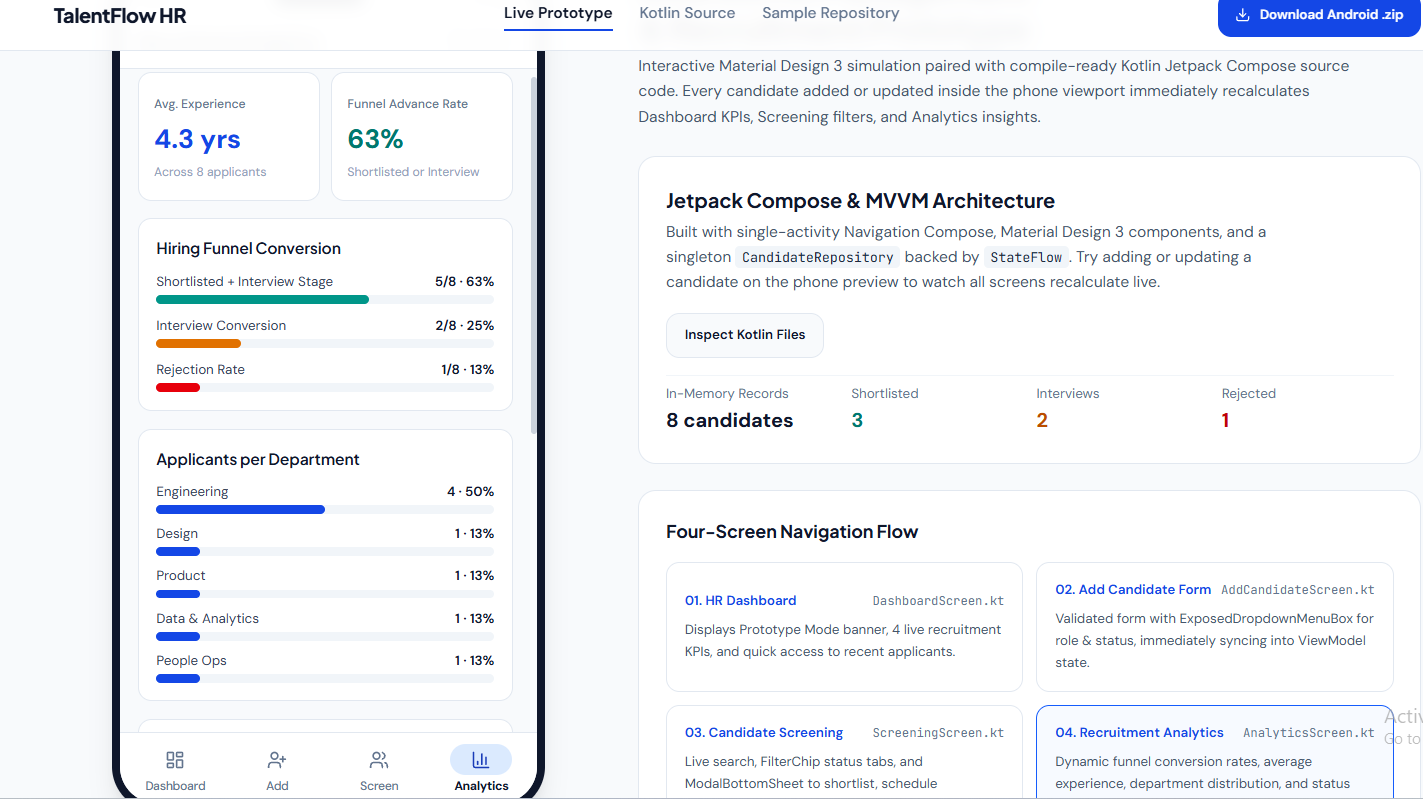 TalentFlow HR
Live Prototype
Kotlin Source
Sample Repository
Download Android .zip
Avg. Experience
4.3 yrs
Across 8 applicants
Funnel Advance Rate
63%
Shortlisted or Interview
Hiring Funnel Conversion
Shortlisted + Interview Stage 5/8 · 63%
Interview Conversion 2/8 · 25%
Rejection Rate 1/8 · 13%
Applicants per Department
Engineering 4 · 50%
Design 1 · 13%
Product 1 · 13%
Data & Analytics 1 · 13%
People Ops 1 · 13%
Dashboard
Add
Screen
Analytics
Interactive Material Design 3 simulation paired with compile-ready Kotlin Jetpack Compose source
code. Every candidate added or updated inside the phone viewport immediately recalculates
Dashboard KPIs, Screening filters, and Analytics insights.
Jetpack Compose & MVVM Architecture
Built with single-activity Navigation Compose, Material Design 3 components, and a
singleton CandidateRepository backed by StateFlow. Try adding or updating a
candidate on the phone preview to watch all screens recalculate live.
Inspect Kotlin Files
In-Memory Records
8 candidates
Shortlisted
3
Interviews
2
Rejected
1
Four-Screen Navigation Flow
01. HR Dashboard DashboardScreen.kt
Displays Prototype Mode banner, 4 live recruitment
KPIs, and quick access to recent applicants.
02. Add Candidate Form AddCandidateScreen.kt
Validated form with ExposedDropdownMenuBox for
role & status, immediately syncing into ViewModel
state.
03. Candidate Screening ScreeningScreen.kt
Live search, FilterChip status tabs, and
ModalBottomSheet to shortlist, schedule
04. Recruitment Analytics AnalyticsScreen.kt
Dynamic funnel conversion rates, average
experience, department distribution, and status
Go to